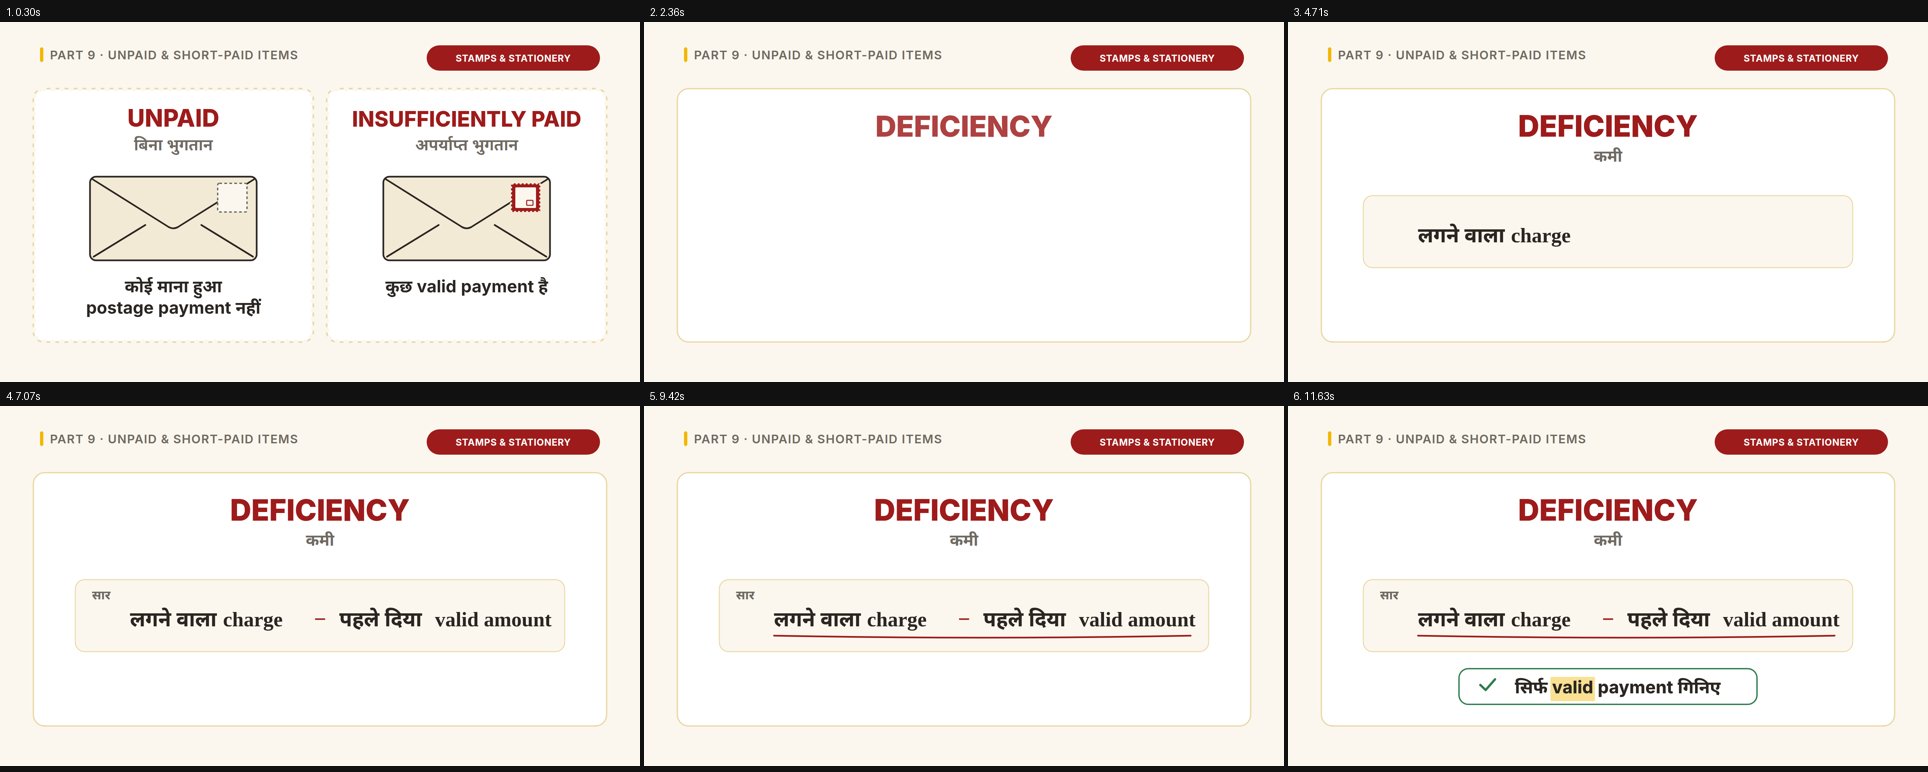 1. 0.30s
PART 9 · UNPAID & SHORT-PAID ITEMS
STAMPS & STATIONERY
UNPAID
बिना भुगतान
कोई माना हुआ
postage payment नहीं
INSUFFICIENTLY PAID
अपर्याप्त भुगतान
कुछ valid payment है
2. 2.36s
PART 9 · UNPAID & SHORT-PAID ITEMS
STAMPS & STATIONERY
DEFICIENCY
3. 4.71s
PART 9 · UNPAID & SHORT-PAID ITEMS
STAMPS & STATIONERY
DEFICIENCY
कमी
लगने वाला charge
4. 7.07s
PART 9 · UNPAID & SHORT-PAID ITEMS
STAMPS & STATIONERY
DEFICIENCY
कमी
सार
लगने वाला charge – पहले दिया valid amount
5. 9.42s
PART 9 · UNPAID & SHORT-PAID ITEMS
STAMPS & STATIONERY
DEFICIENCY
कमी
सार
लगने वाला charge – पहले दिया valid amount
6. 11.63s
PART 9 · UNPAID & SHORT-PAID ITEMS
STAMPS & STATIONERY
DEFICIENCY
कमी
सार
लगने वाला charge – पहले दिया valid amount
सिर्फ valid payment गिनिए